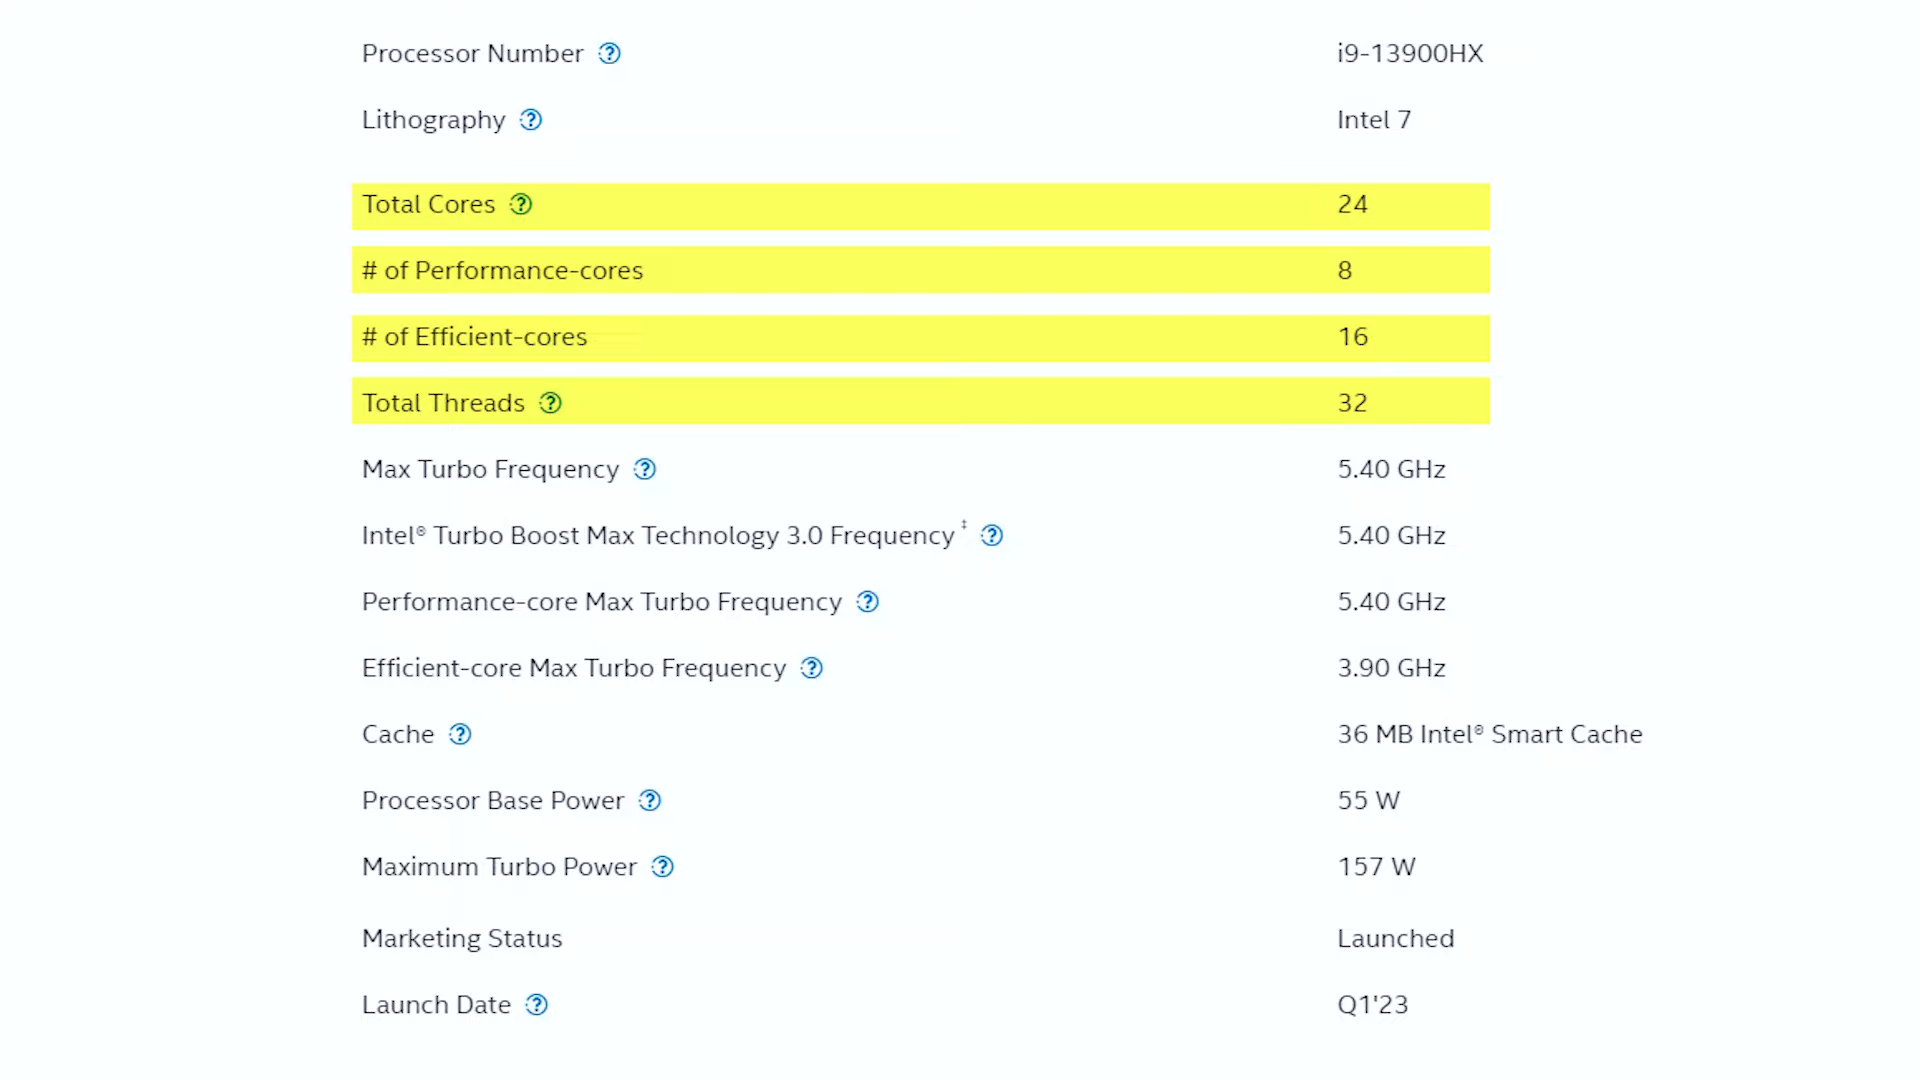 Processor Number i9-13900HX
Lithography Intel 7
Total Cores 24
# of Performance-cores 8
# of Efficient-cores 16
Total Threads 32
Max Turbo Frequency 5.40 GHz
Intel® Turbo Boost Max Technology 3.0 Frequency ‡ 5.40 GHz
Performance-core Max Turbo Frequency 5.40 GHz
Efficient-core Max Turbo Frequency 3.90 GHz
Cache 36 MB Intel® Smart Cache
Processor Base Power 55 W
Maximum Turbo Power 157 W
Marketing Status Launched
Launch Date Q1'23